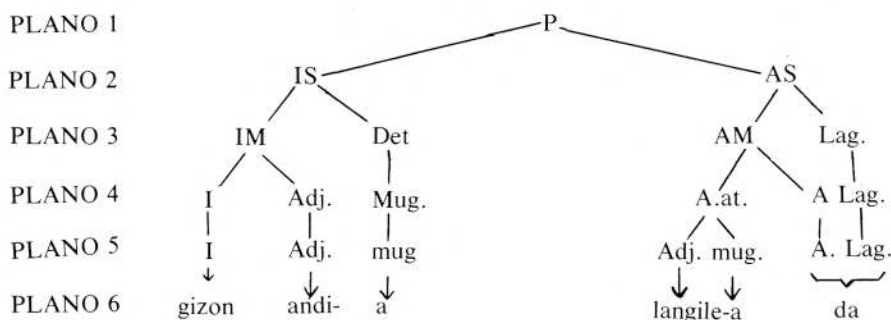 PLANO 1 P
PLANO 2 IS AS
PLANO 3 IM Det AM Lag.
PLANO 4 I Adj. Mug. A.at. A Lag.
PLANO 5 I Adj. mug Adj. mug. A. Lag.
PLANO 6 gizon andi- a langile-a da